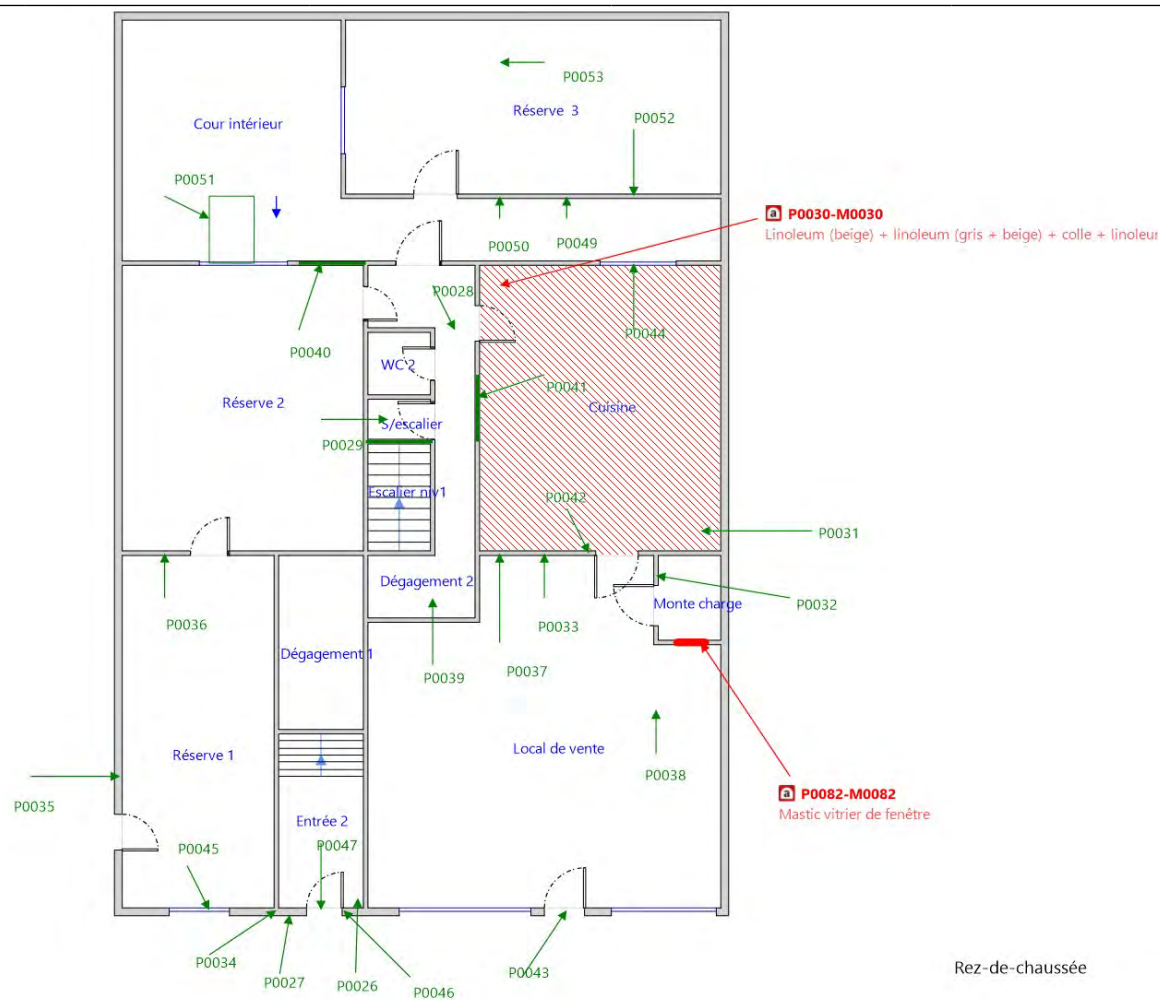 P0053
Réserve 3
P0052
Cour intérieur
P0051
a P0030-M0030
Linoleum (beige) + linoleum (gris + beige) + colle + linoleur
P0050
P0049
P0028
P0044
P0040
WC 2
P0041
Réserve 2
Cuisine
S/escalier
P0029
Escalier niv1
P0042
P0031
Dégagement 2
Monte charge
P0032
P0036
P0033
Dégagement 1
P0037
P0039
Réserve 1
Local de vente
P0038
P0035
a P0082-M0082
Mastic vitrier de fenêtre
Entrée 2
P0047
P0045
P0034
P0027
P0026
P0046
P0043
Rez-de-chaussée